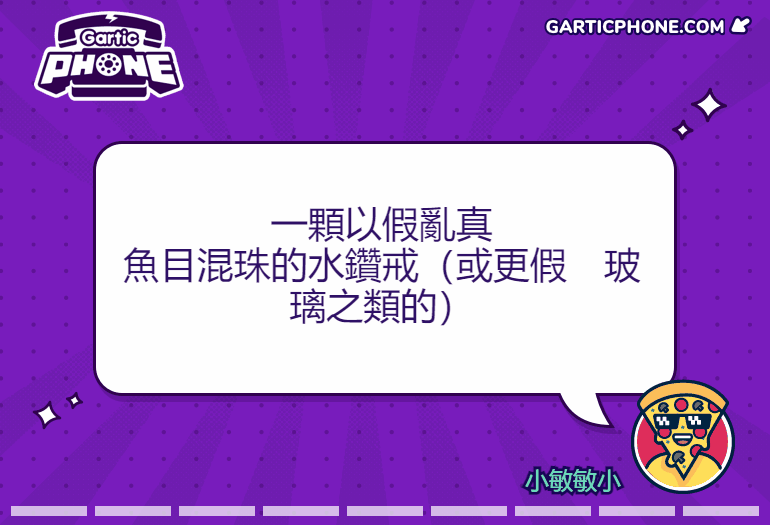 Gartic
PHONE
GARTICPHONE.COM
一顆以假亂真
魚目混珠的水鑽戒（或更假　玻
璃之類的）
小敏敏小